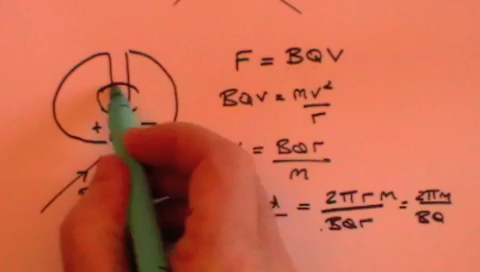 F = BQV
BQV = mv²/r
= BQr/m
+ −
= 2πrm/BQr = 2πM/BQ